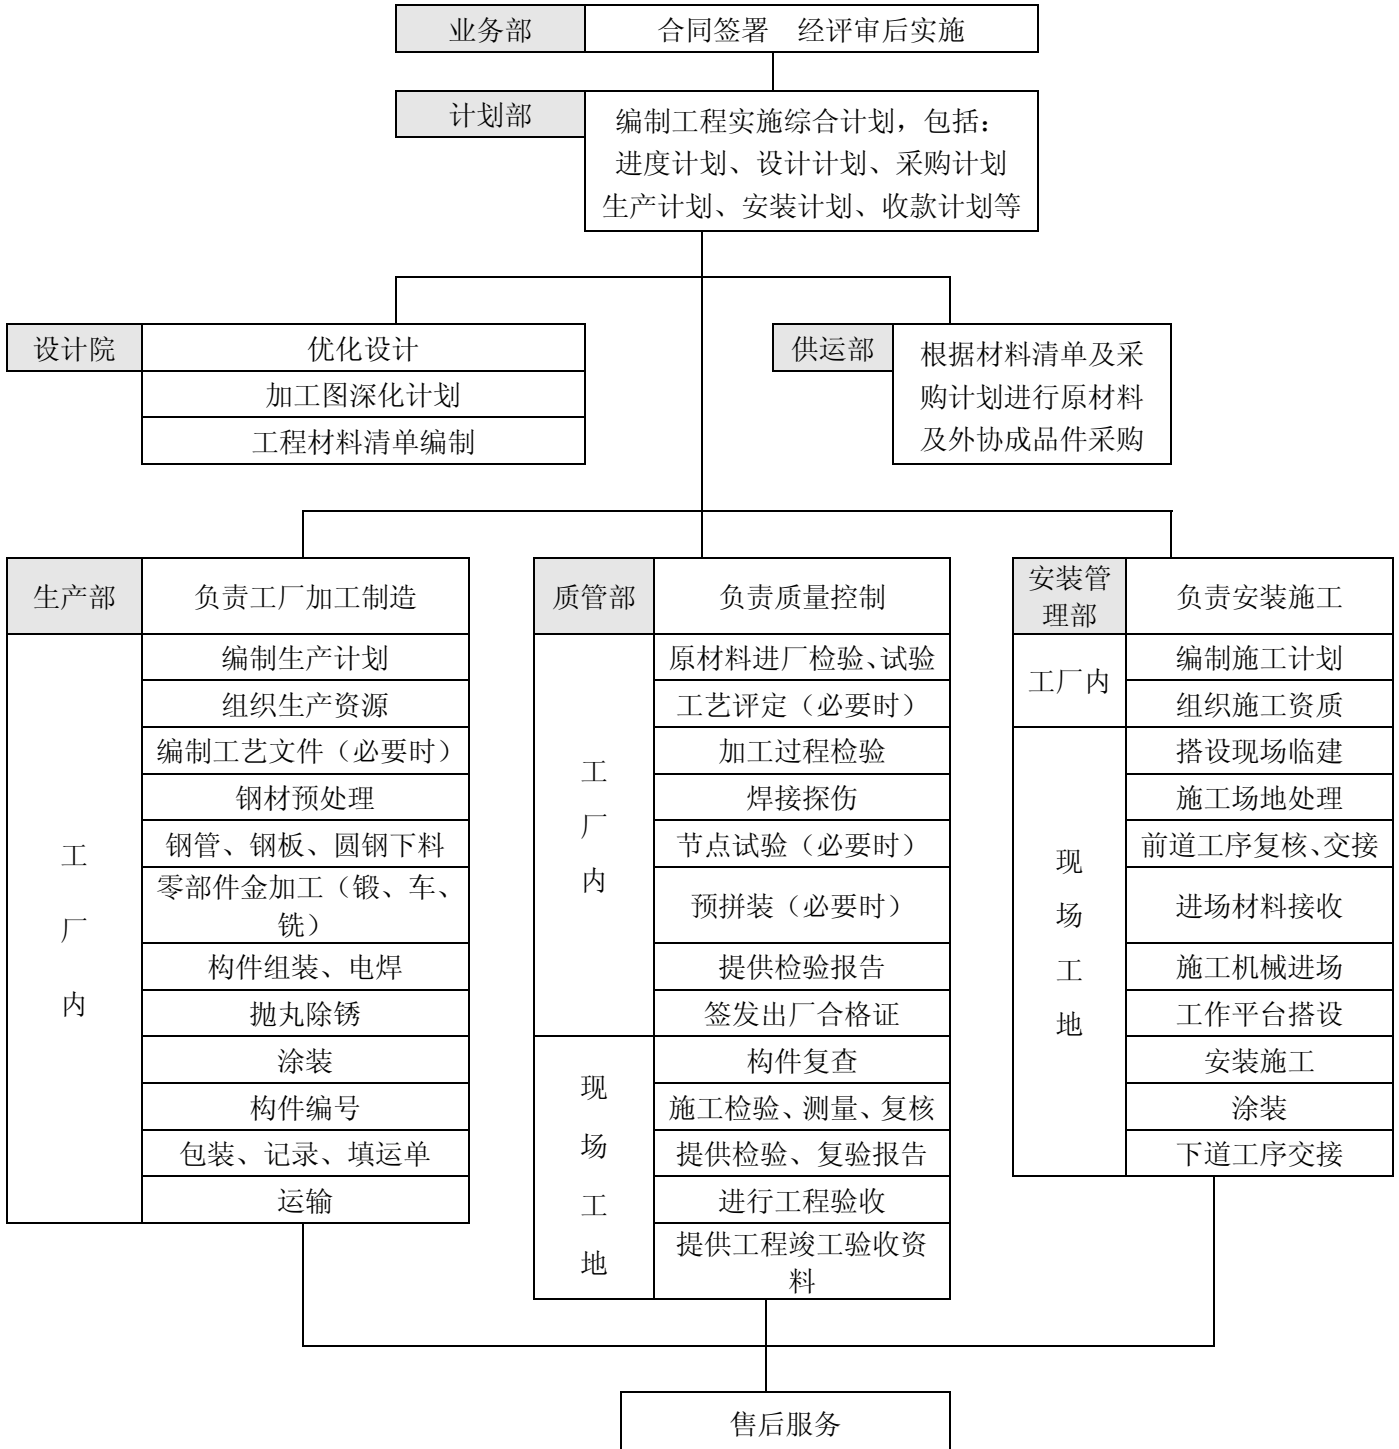 业务部
合同签署　经评审后实施
计划部
编制工程实施综合计划，包括：
进度计划、设计计划、采购计划
生产计划、安装计划、收款计划等
设计院
优化设计
加工图深化计划
工程材料清单编制
供运部
根据材料清单及采
购计划进行原材料
及外协成品件采购
生产部
负责工厂加工制造
工
厂
内
编制生产计划
组织生产资源
编制工艺文件（必要时）
钢材预处理
钢管、钢板、圆钢下料
零部件金加工（锻、车、
铣）
构件组装、电焊
抛丸除锈
涂装
构件编号
包装、记录、填运单
运输
质管部
负责质量控制
工
厂
内
原材料进厂检验、试验
工艺评定（必要时）
加工过程检验
焊接探伤
节点试验（必要时）
预拼装（必要时）
提供检验报告
签发出厂合格证
现
场
工
地
构件复查
施工检验、测量、复核
提供检验、复验报告
进行工程验收
提供工程竣工验收资
料
安装管
理部
负责安装施工
工厂内
编制施工计划
组织施工资质
现
场
工
地
搭设现场临建
施工场地处理
前道工序复核、交接
进场材料接收
施工机械进场
工作平台搭设
安装施工
涂装
下道工序交接
售后服务